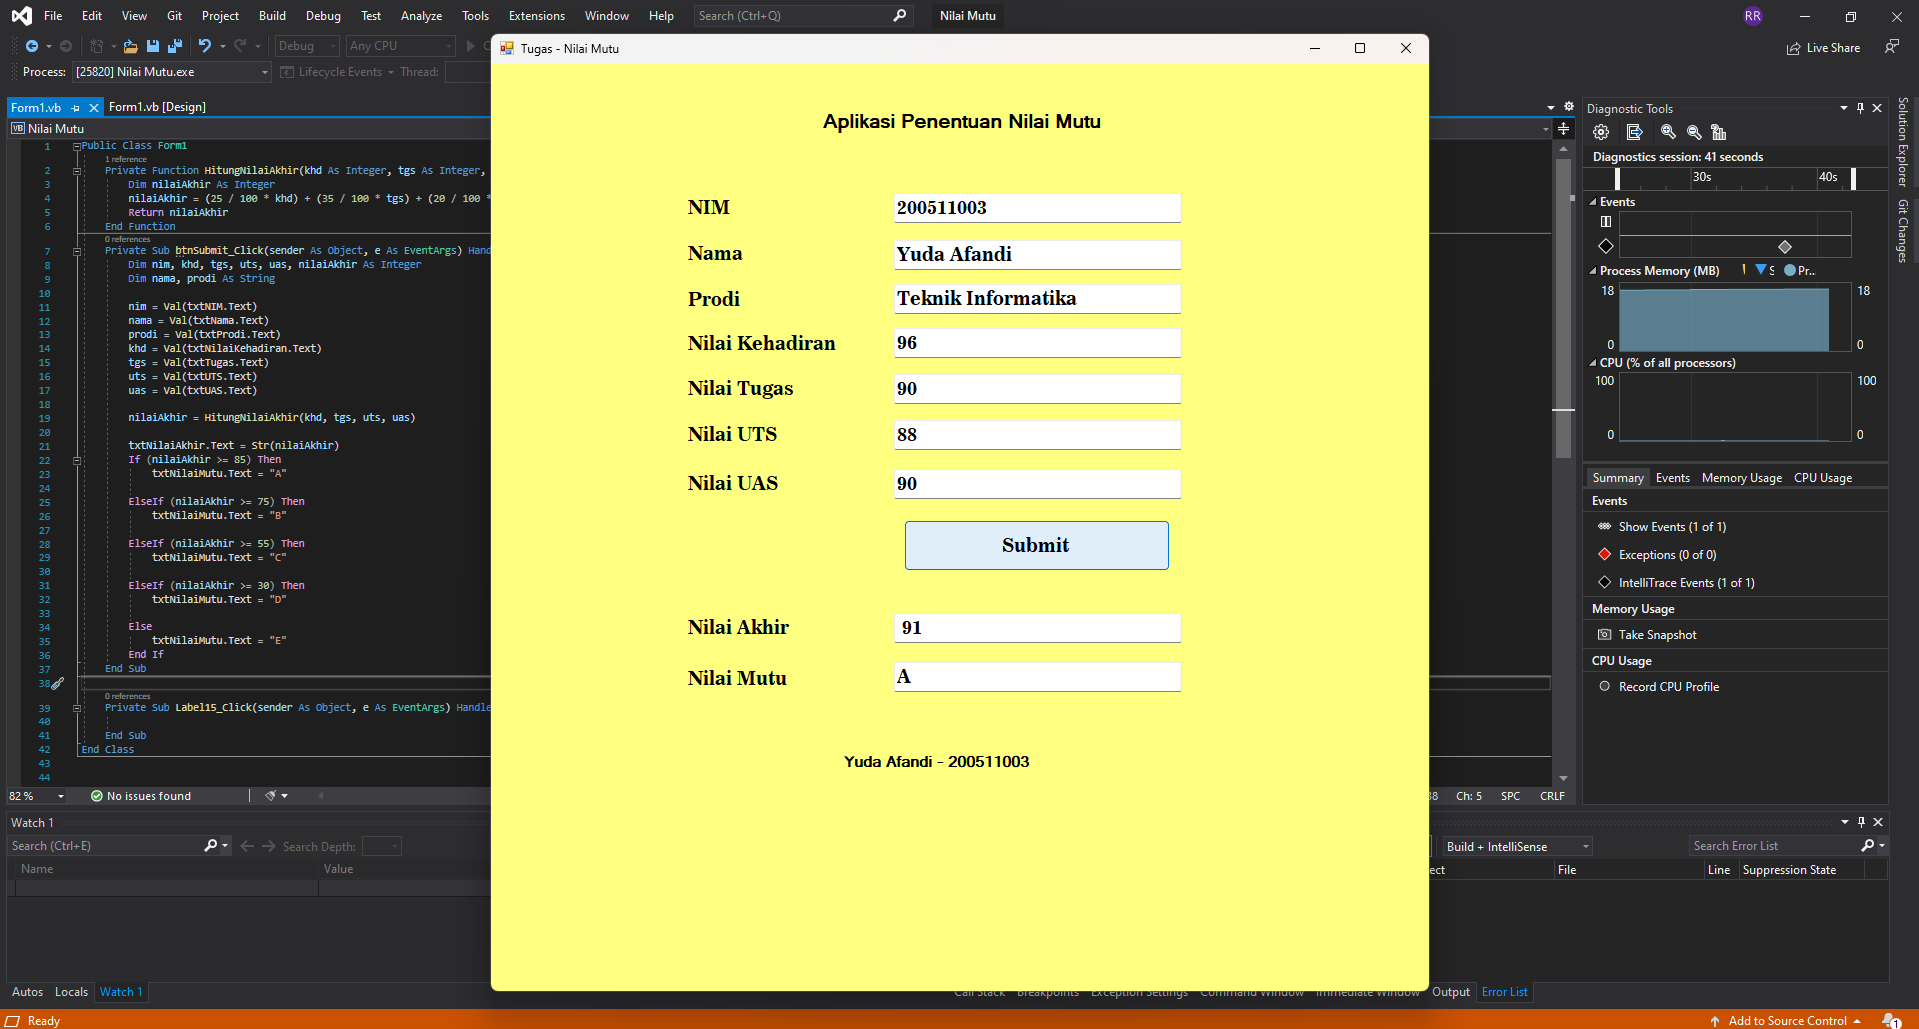 File Edit View Git Project Build Debug Test Analyze Tools Extensions Window Help Search (Ctrl+Q) Nilai Mutu RR
Debug Any CPU Live Share
Process: [25820] Nilai Mutu.exe Lifecycle Events Thread:
Form1.vb Form1.vb [Design]
VB Nilai Mutu
1 Public Class Form1
1 reference
2 Private Function HitungNilaiAkhir(khd As Integer, tgs As Integer,
3 Dim nilaiAkhir As Integer
4 nilaiAkhir = (25 / 100 * khd) + (35 / 100 * tgs) + (20 / 100 *
5 Return nilaiAkhir
6 End Function
0 references
7 Private Sub btnSubmit_Click(sender As Object, e As EventArgs) Hand
8 Dim nim, khd, tgs, uts, uas, nilaiAkhir As Integer
9 Dim nama, prodi As String
10
11 nim = Val(txtNIM.Text)
12 nama = Val(txtNama.Text)
13 prodi = Val(txtProdi.Text)
14 khd = Val(txtNilaiKehadiran.Text)
15 tgs = Val(txtTugas.Text)
16 uts = Val(txtUTS.Text)
17 uas = Val(txtUAS.Text)
18
19 nilaiAkhir = HitungNilaiAkhir(khd, tgs, uts, uas)
20
21 txtNilaiAkhir.Text = Str(nilaiAkhir)
22 If (nilaiAkhir >= 85) Then
23 txtNilaiMutu.Text = "A"
24
25 ElseIf (nilaiAkhir >= 75) Then
26 txtNilaiMutu.Text = "B"
27
28 ElseIf (nilaiAkhir >= 55) Then
29 txtNilaiMutu.Text = "C"
30
31 ElseIf (nilaiAkhir >= 30) Then
32 txtNilaiMutu.Text = "D"
33
34 Else
35 txtNilaiMutu.Text = "E"
36 End If
37 End Sub
38
0 references
39 Private Sub Label15_Click(sender As Object, e As EventArgs) Handle
40
41 End Sub
42 End Class
43
44
82 % No issues found
Tugas - Nilai Mutu
Aplikasi Penentuan Nilai Mutu
NIM 200511003
Nama Yuda Afandi
Prodi Teknik Informatika
Nilai Kehadiran 96
Nilai Tugas 90
Nilai UTS 88
Nilai UAS 90
Submit
Nilai Akhir 91
Nilai Mutu A
Yuda Afandi - 200511003
38 Ch: 5 SPC CRLF
Diagnostic Tools
Diagnostics session: 41 seconds
30s 40s
Events
Process Memory (MB) S Pr...
18 18
0 0
CPU (% of all processors)
100 100
0 0
Summary Events Memory Usage CPU Usage
Events
Show Events (1 of 1)
Exceptions (0 of 0)
IntelliTrace Events (1 of 1)
Memory Usage
Take Snapshot
CPU Usage
Record CPU Profile
Solution Explorer
Git Changes
Watch 1
Search (Ctrl+E) Search Depth:
Name Value
Build + IntelliSense Search Error List
ect File Line Suppression State
Autos Locals Watch 1
Call Stack Breakpoints Exception Settings Command Window Immediate Window Output Error List
Ready Add to Source Control 1